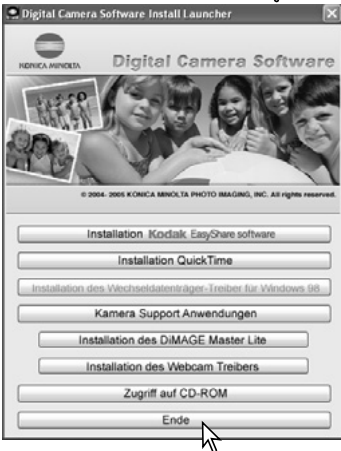 Digital Camera Software Install Launcher
KONICA MINOLTA
Digital Camera Software
© 2004- 2005 KONICA MINOLTA PHOTO IMAGING, INC. All rights reserved.
Installation Kodak EasyShare software
Installation QuickTime
Installation des Wechseldatenträger-Treiber für Windows 98
Kamera Support Anwendungen
Installation des DiMAGE Master Lite
Installation des Webcam Treibers
Zugriff auf CD-ROM
Ende